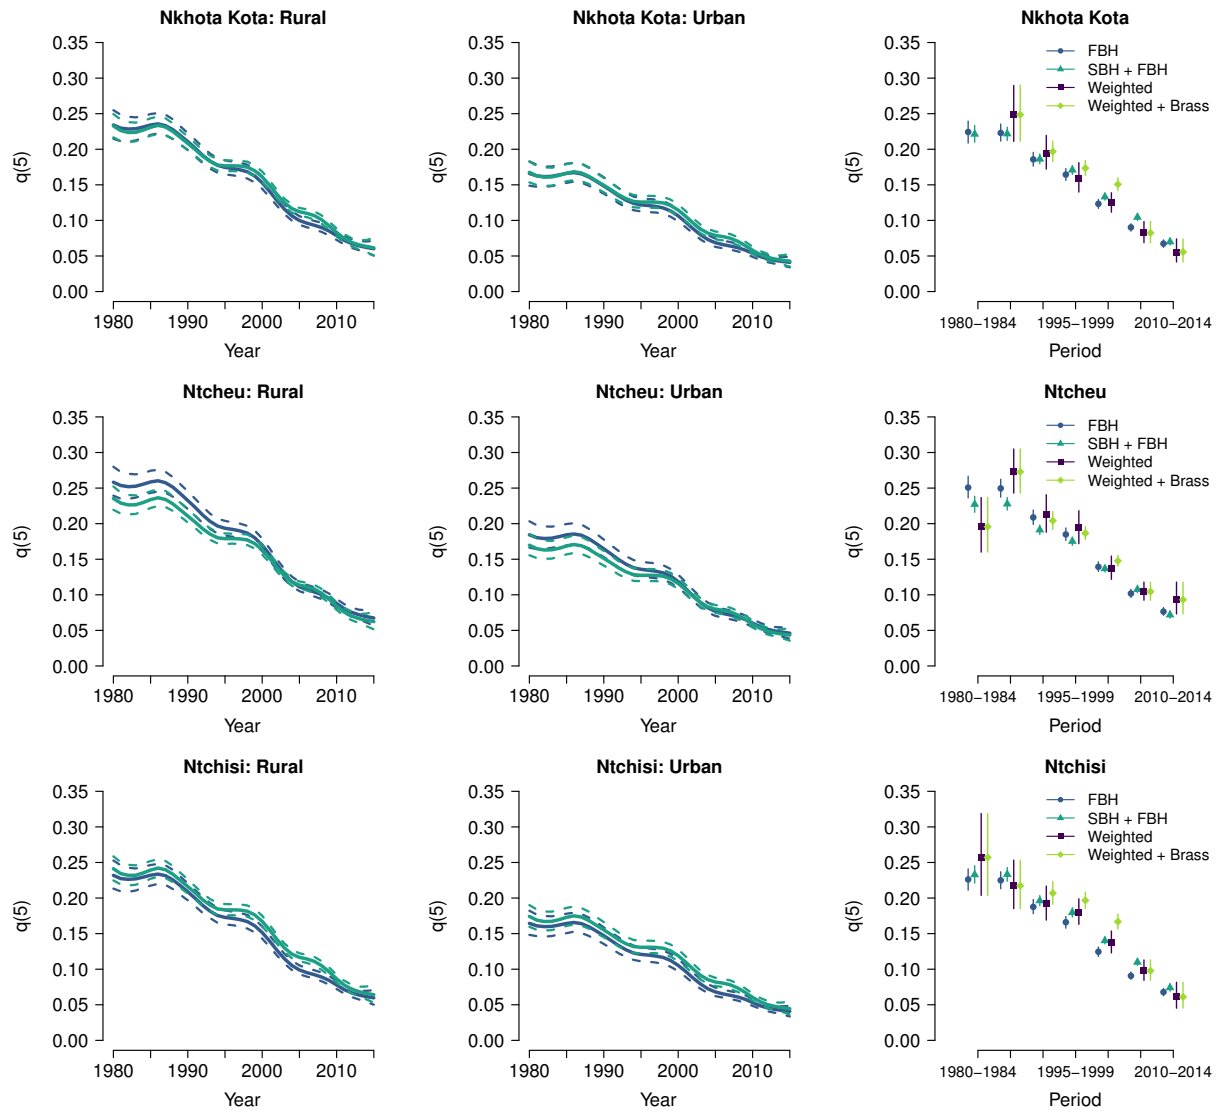 Nkhota Kota: Rural
q(5)
0.35
0.30
0.25
0.20
0.15
0.10
0.05
0.00
1980 1990 2000 2010
Year
Nkhota Kota: Urban
q(5)
0.35
0.30
0.25
0.20
0.15
0.10
0.05
0.00
1980 1990 2000 2010
Year
Nkhota Kota
q(5)
0.35
0.30
0.25
0.20
0.15
0.10
0.05
0.00
FBH
SBH + FBH
Weighted
Weighted + Brass
1980−1984 1995−1999 2010−2014
Period
Ntcheu: Rural
q(5)
0.35
0.30
0.25
0.20
0.15
0.10
0.05
0.00
1980 1990 2000 2010
Year
Ntcheu: Urban
q(5)
0.35
0.30
0.25
0.20
0.15
0.10
0.05
0.00
1980 1990 2000 2010
Year
Ntcheu
q(5)
0.35
0.30
0.25
0.20
0.15
0.10
0.05
0.00
FBH
SBH + FBH
Weighted
Weighted + Brass
1980−1984 1995−1999 2010−2014
Period
Ntchisi: Rural
q(5)
0.35
0.30
0.25
0.20
0.15
0.10
0.05
0.00
1980 1990 2000 2010
Year
Ntchisi: Urban
q(5)
0.35
0.30
0.25
0.20
0.15
0.10
0.05
0.00
1980 1990 2000 2010
Year
Ntchisi
q(5)
0.35
0.30
0.25
0.20
0.15
0.10
0.05
0.00
FBH
SBH + FBH
Weighted
Weighted + Brass
1980−1984 1995−1999 2010−2014
Period